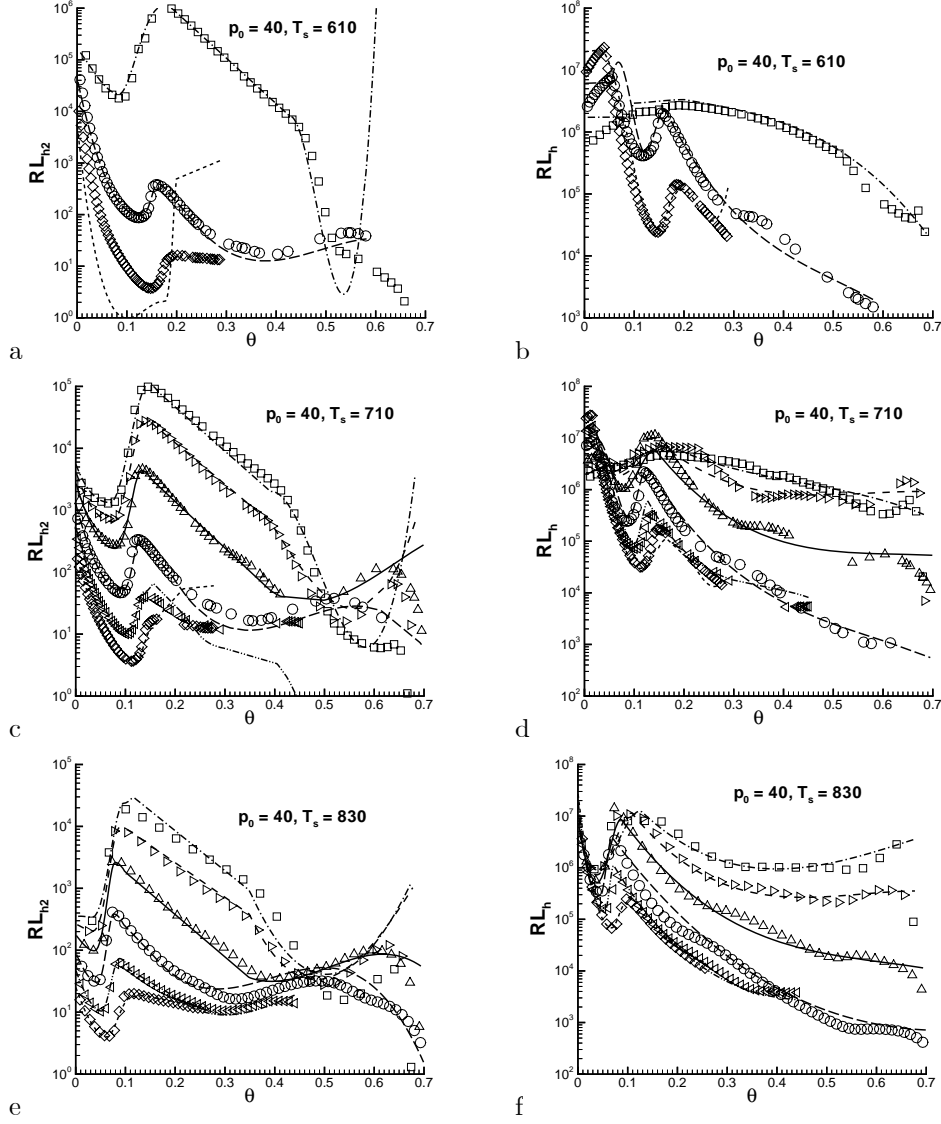 p₀ = 40, Tₛ = 610
RL_h2
10⁶
10⁵
10⁴
10³
10²
10¹
10⁰
0 0.1 0.2 0.3 0.4 0.5 0.6 0.7
θ
a
p₀ = 40, Tₛ = 610
RL_h
10⁸
10⁷
10⁶
10⁵
10⁴
10³
0 0.1 0.2 0.3 0.4 0.5 0.6 0.7
θ
b
p₀ = 40, Tₛ = 710
RL_h2
10⁵
10⁴
10³
10²
10¹
10⁰
0 0.1 0.2 0.3 0.4 0.5 0.6 0.7
θ
c
p₀ = 40, Tₛ = 710
RL_h
10⁸
10⁷
10⁶
10⁵
10⁴
10³
10²
0 0.1 0.2 0.3 0.4 0.5 0.6 0.7
θ
d
p₀ = 40, Tₛ = 830
RL_h2
10⁵
10⁴
10³
10²
10¹
10⁰
0 0.1 0.2 0.3 0.4 0.5 0.6 0.7
θ
e
p₀ = 40, Tₛ = 830
RL_h
10⁸
10⁷
10⁶
10⁵
10⁴
10³
10²
0 0.1 0.2 0.3 0.4 0.5 0.6 0.7
θ
f